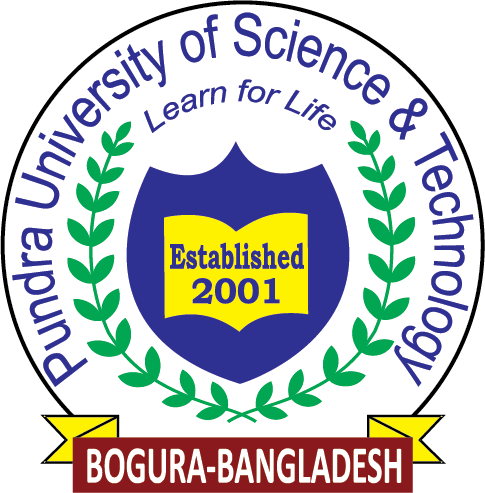 Pundra University of Science & Technology
Learn for Life
Established
2001
BOGURA-BANGLADESH